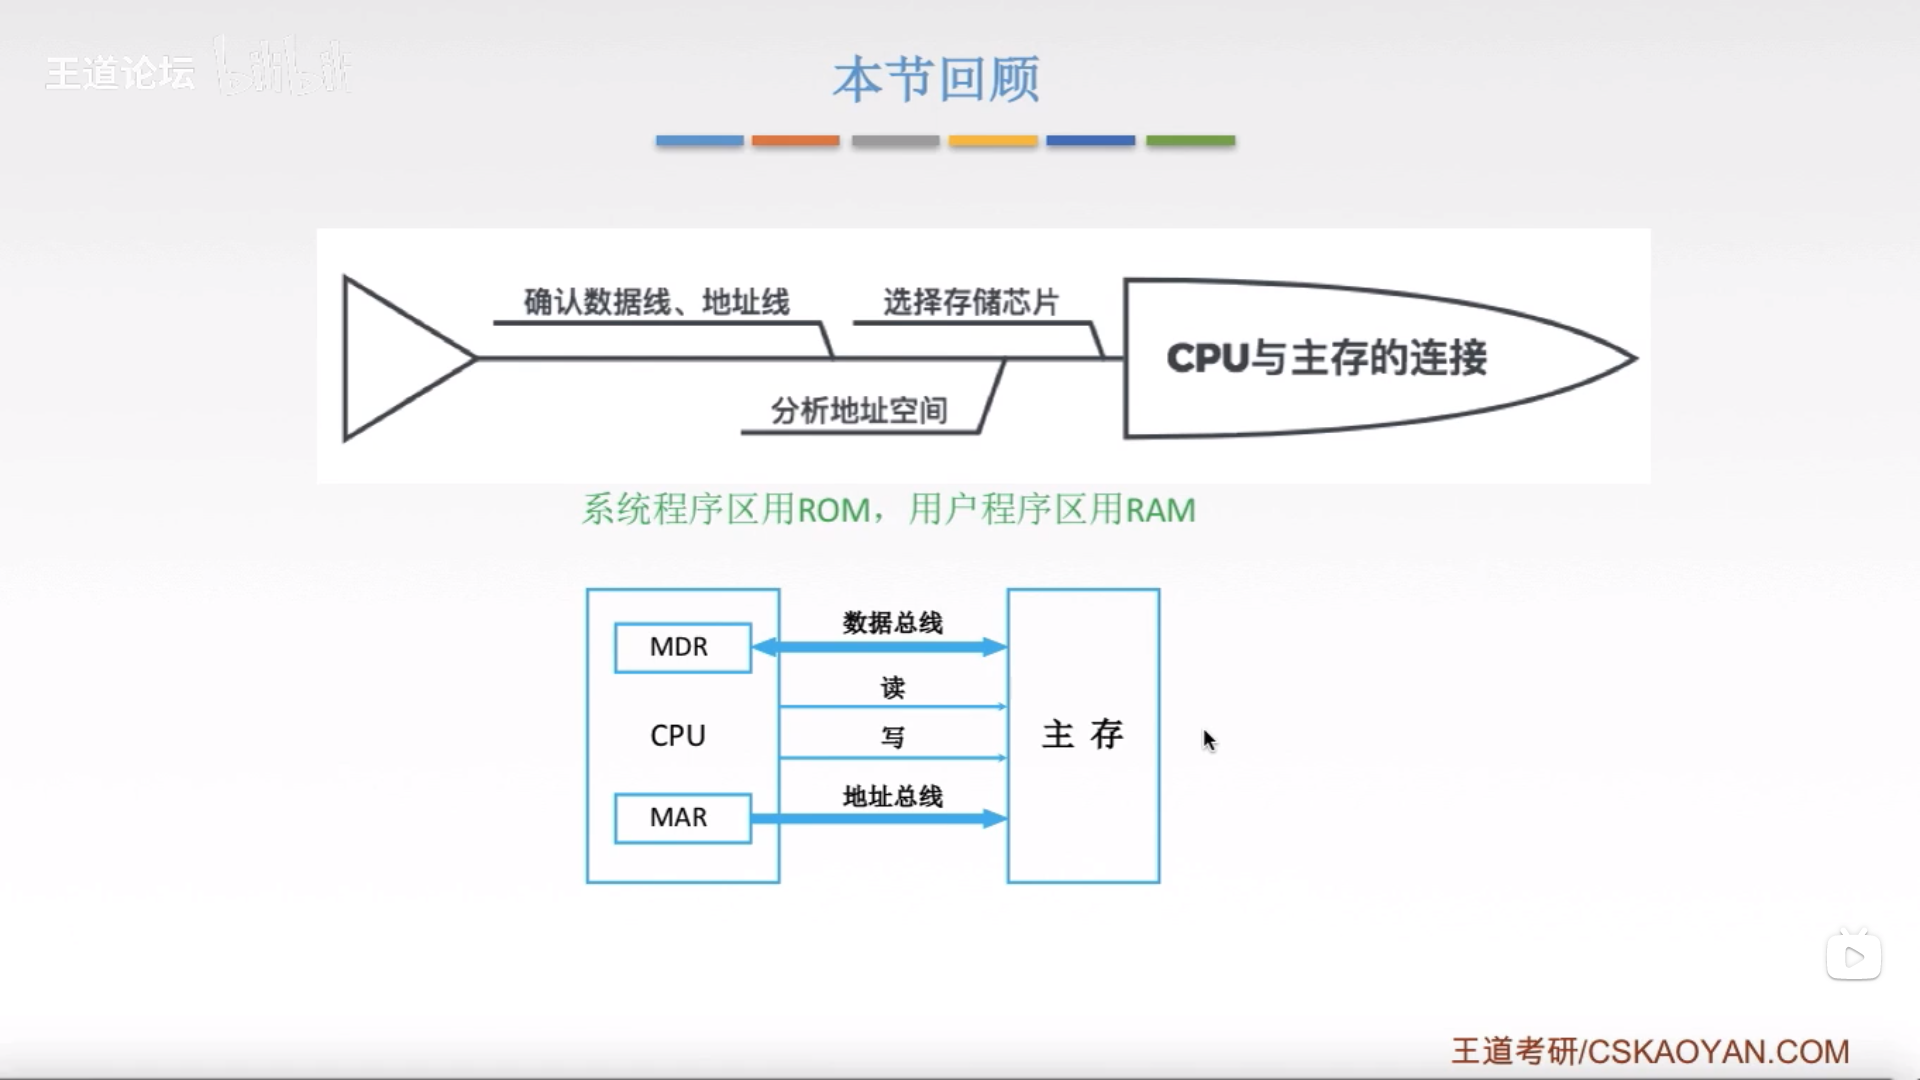 王道论坛 bilibili
本节回顾
确认数据线、地址线
选择存储芯片
CPU与主存的连接
分析地址空间
系统程序区用ROM，用户程序区用RAM
数据总线
MDR
读
CPU
写
主 存
地址总线
MAR
王道考研/CSKAOYAN.COM